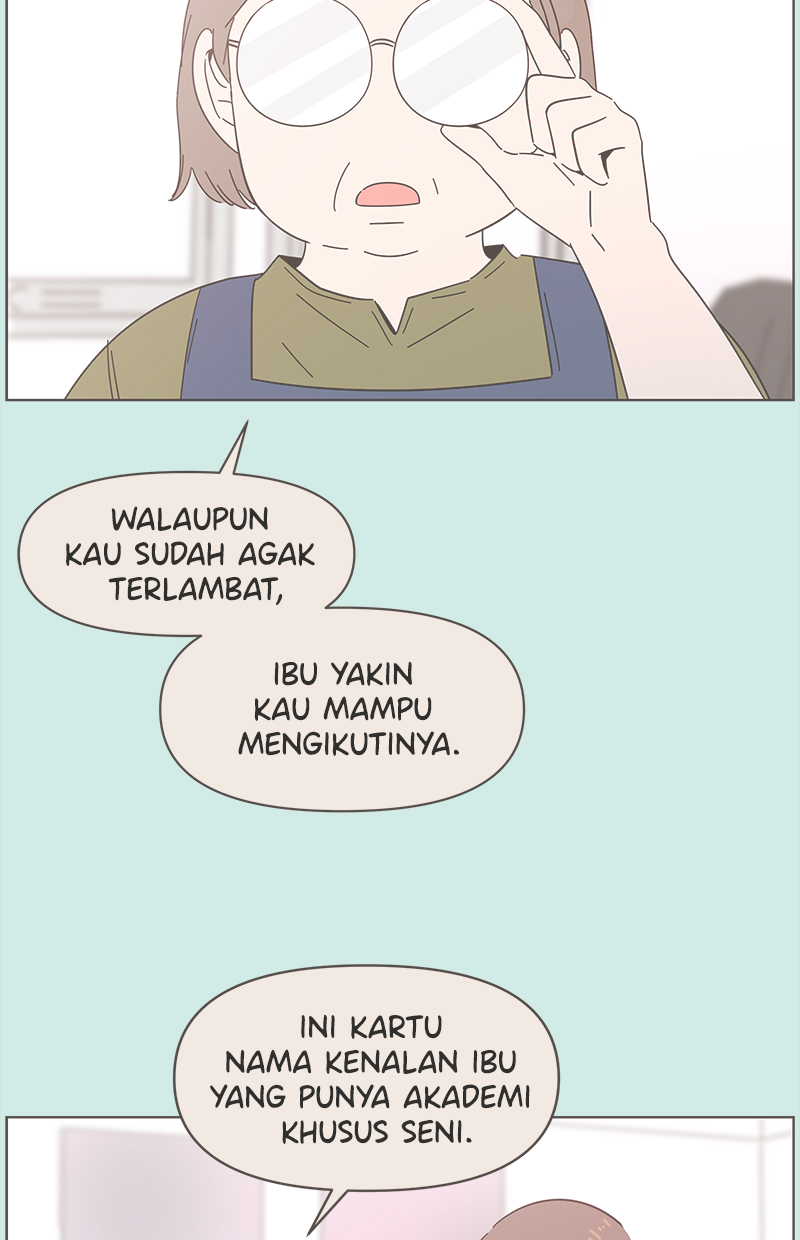 WALAUPUN
KAU SUDAH AGAK
TERLAMBAT,
IBU YAKIN
KAU MAMPU
MENGIKUTINYA.
INI KARTU
NAMA KENALAN IBU
YANG PUNYA AKADEMI
KHUSUS SENI.